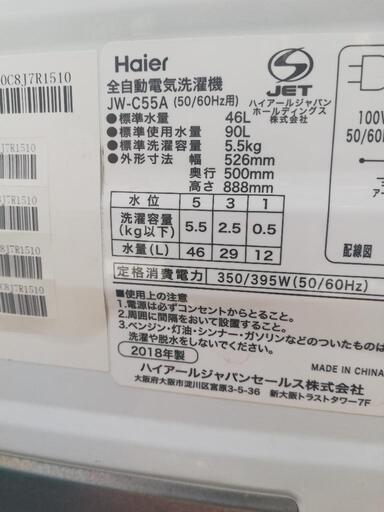 0C8J7R1510
J7R1510
8J7R1510
C8J7R1510
Haier
JET
全自動電気洗濯機
JW-C55A (50/60Hz用)
ハイアールジャパン
ホールディングス
株式会社
●標準水量 46L
●標準使用水量 90L
●標準洗濯容量 5.5kg
●外形寸法 幅 526mm
奥行 500mm
高さ 888mm
100V
50/60H
水位 5 3 1
洗濯容量(kg以下) 5.5 2.5 0.5
水量(L) 46 29 12
配線図
定格消費電力 350/395W(50/60Hz)
■使用上の注意
1.電源は必ずコンセントからとること。
2.周囲に間隔をおいて設置すること。
3.ベンジン・灯油・シンナー・ガソリンなどのついたもの
洗濯や脱水をしないこと。
2018年製
MADE IN CHINA
ハイアールジャパンセールス株式会社
大阪府大阪市淀川区宮原3-5-36 新大阪トラストタワー7F